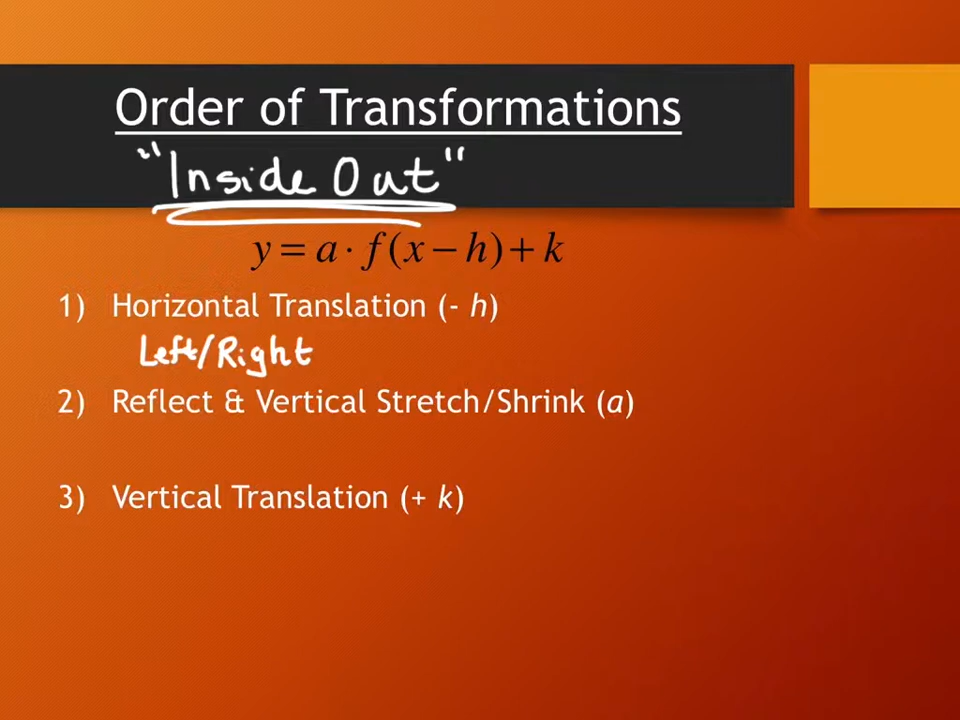 Order of Transformations
"Inside Out"
y = a · f(x − h) + k
1) Horizontal Translation (- h)
Left/Right
2) Reflect & Vertical Stretch/Shrink (a)
3) Vertical Translation (+ k)